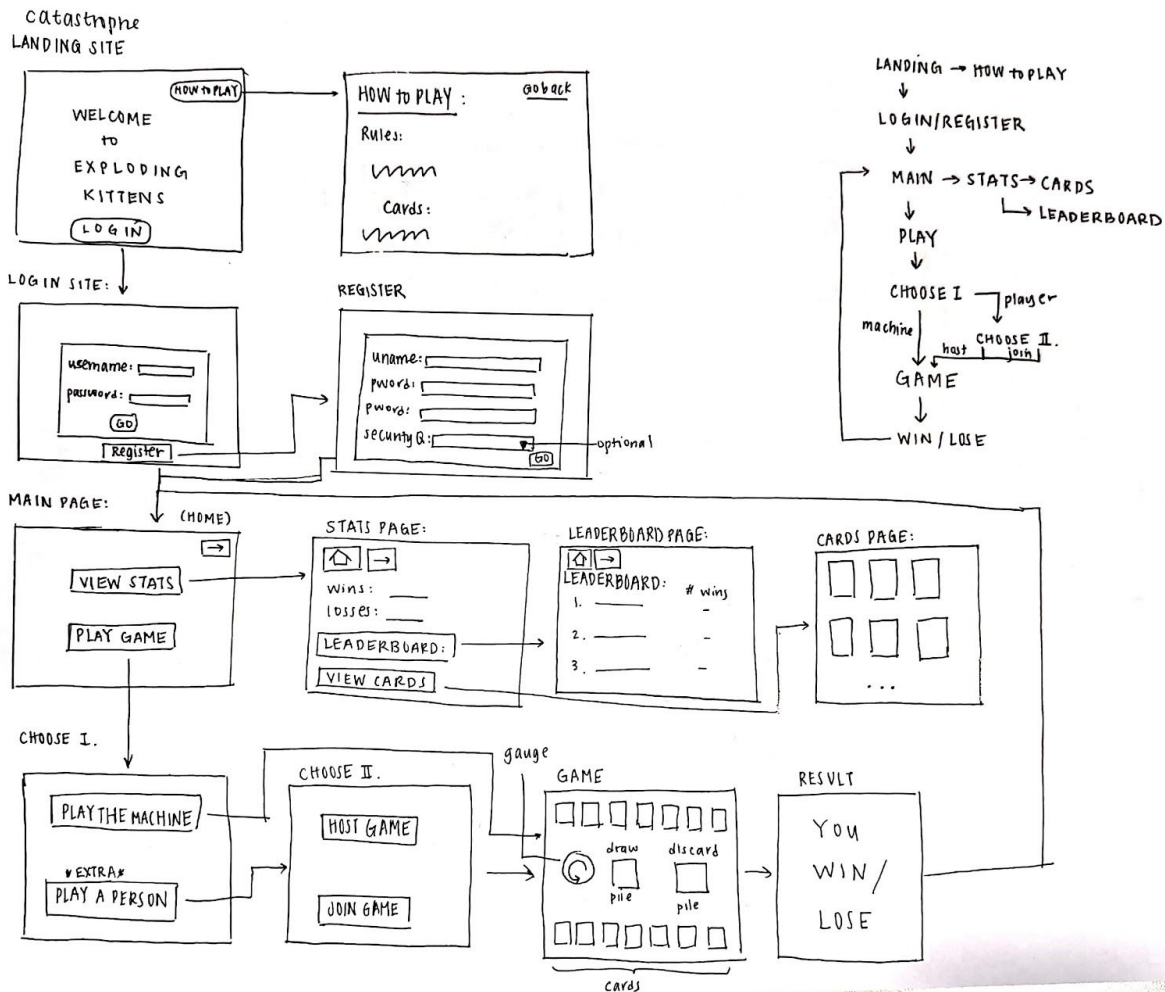 catastrophe
LANDING SITE
HOW to PLAY
WELCOME
to
EXPLODING
KITTENS
LOGIN
HOW to PLAY :
Go back
Rules:
Cards:
LANDING → HOW to PLAY
LOGIN/REGISTER
MAIN → STATS → CARDS
LEADERBOARD
PLAY
CHOOSE I
player
machine
CHOOSE II.
host
join
GAME
WIN / LOSE
LOGIN SITE:
username:
password:
GO
Register
REGISTER
uname:
pword:
pword:
security Q:
optional
GO
MAIN PAGE:
(HOME)
→
VIEW STATS
PLAY GAME
STATS PAGE:
→
wins:
losses:
LEADERBOARD:
VIEW CARDS
LEADERBOARD PAGE:
→
LEADERBOARD:
# wins
1.
2.
3.
CARDS PAGE:
...
CHOOSE I.
PLAY THE MACHINE
*EXTRA*
PLAY A PERSON
CHOOSE II.
HOST GAME
JOIN GAME
gauge
GAME
draw
pile
discard
pile
cards
RESULT
YOU
WIN /
LOSE